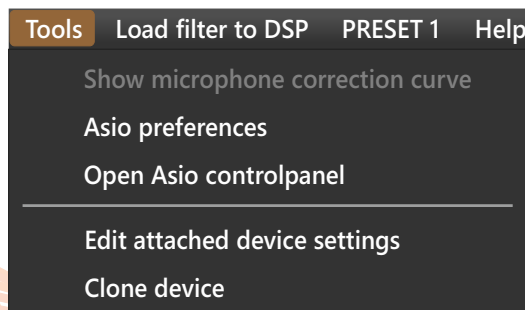 Tools Load filter to DSP PRESET 1 Help
Show microphone correction curve
Asio preferences
Open Asio controlpanel
Edit attached device settings
Clone device